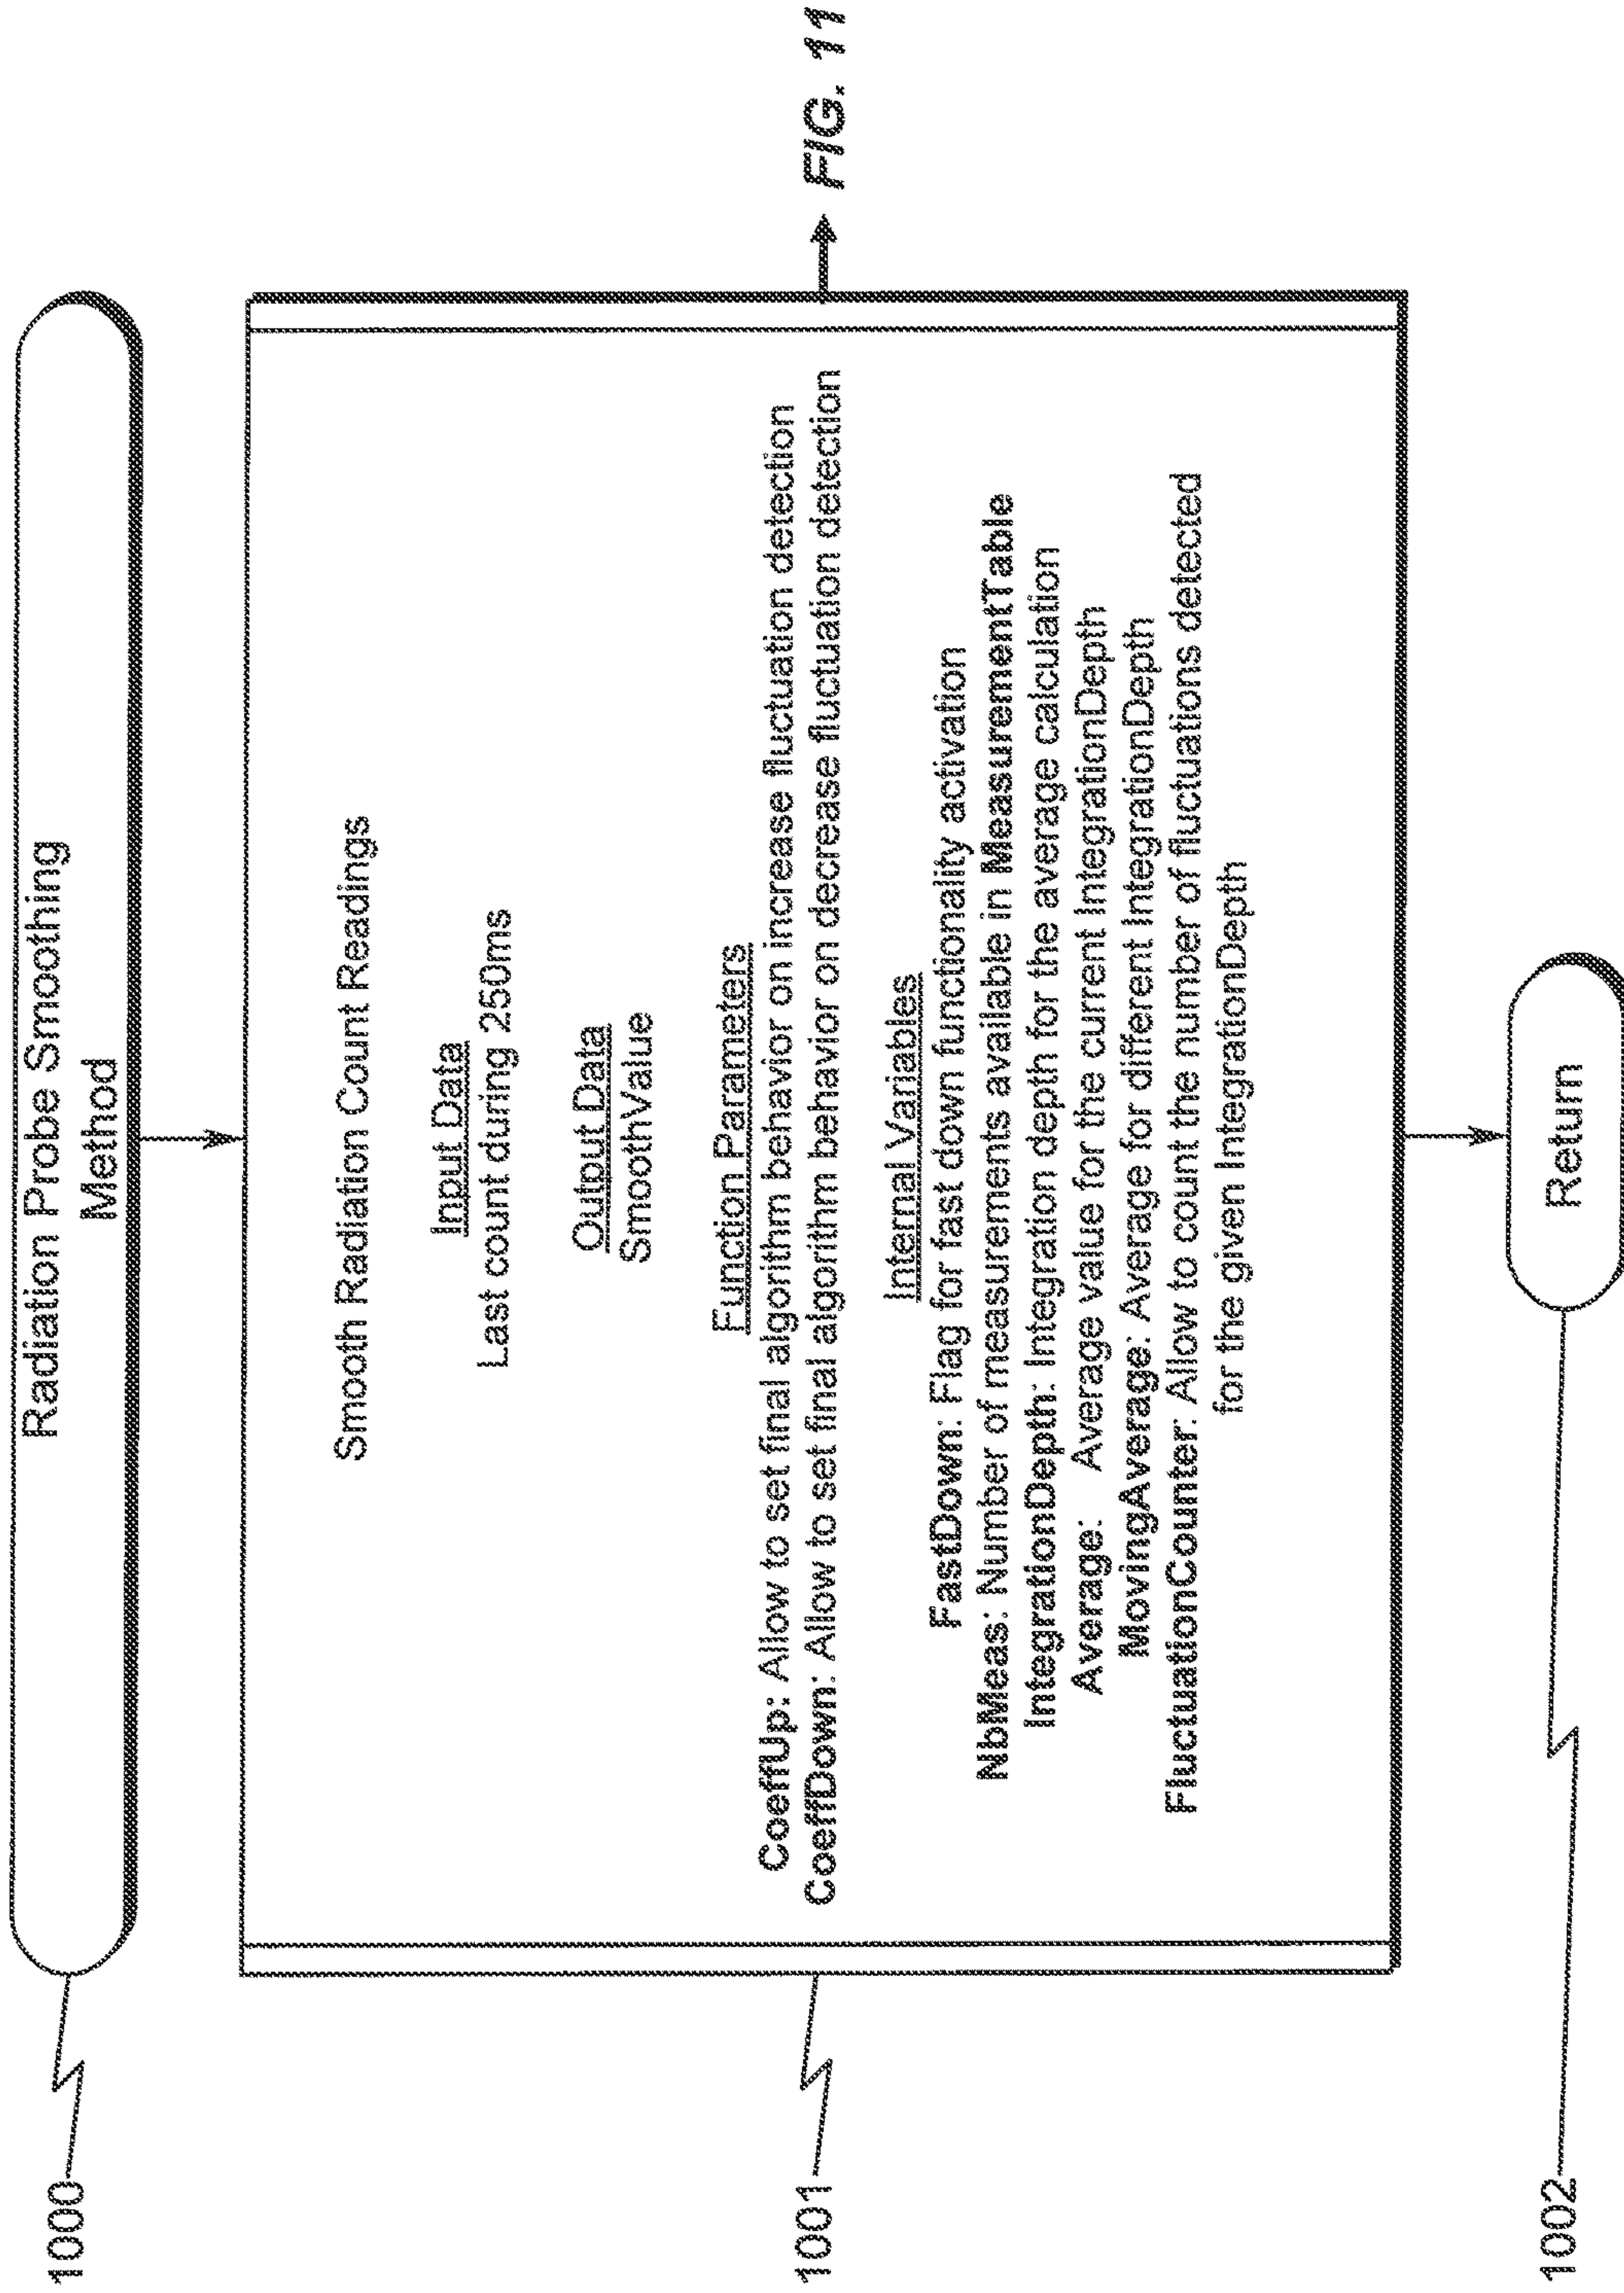 Radiation Probe Smoothing
Method
1000
Smooth Radiation Count Readings
Input Data
Last count during 250ms
Output Data
SmoothValue
Function Parameters
CoeffUp: Allow to set final algorithm behavior on increase fluctuation detection
CoeffDown: Allow to set final algorithm behavior on decrease fluctuation detection
Internal Variables
FastDown: Flag for fast down functionality activation
NbMeas: Number of measurements available in MeasurementTable
IntegrationDepth: Integration depth for the average calculation
Average: Average value for the current IntegrationDepth
MovingAverage: Average for different IntegrationDepth
FluctuationCounter: Allow to count the number of fluctuations detected
for the given IntegrationDepth
1001
FIG. 11
Return
1002